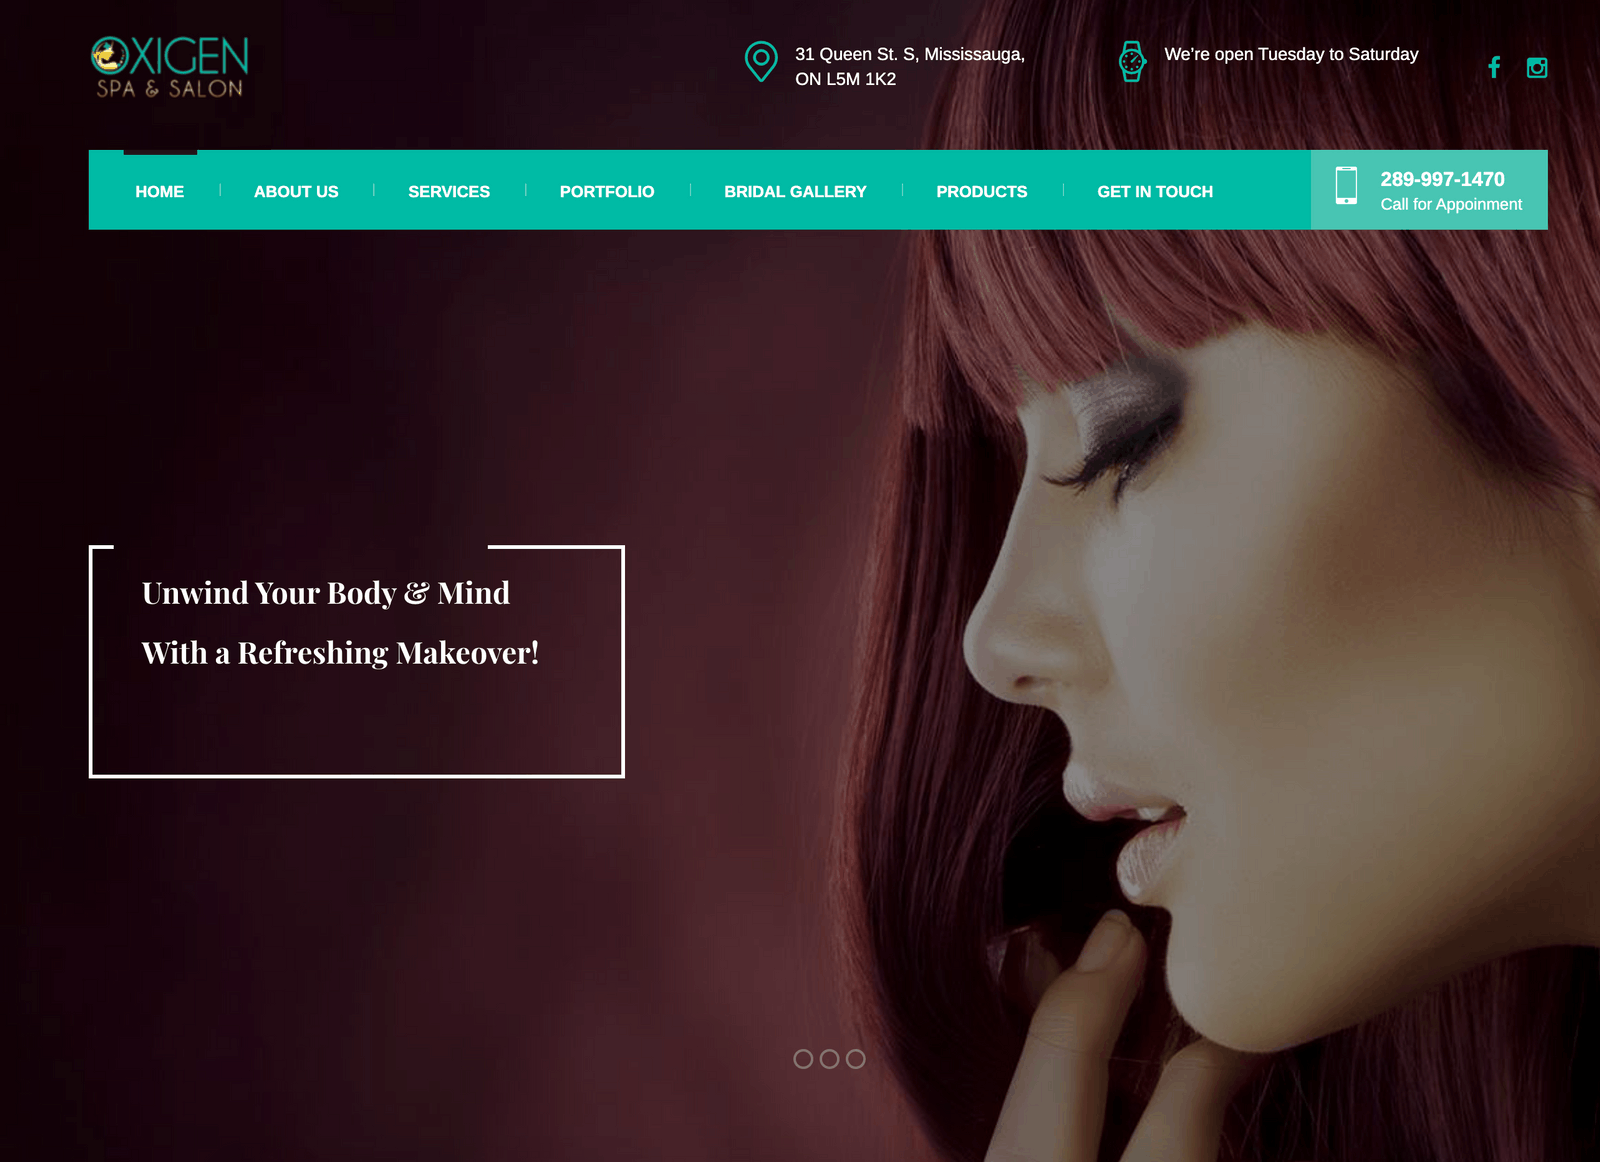 OXIGEN
SPA & SALON
31 Queen St. S, Mississauga,
ON L5M 1K2
We’re open Tuesday to Saturday
HOME
ABOUT US
SERVICES
PORTFOLIO
BRIDAL GALLERY
PRODUCTS
GET IN TOUCH
289-997-1470
Call for Appoinment
Unwind Your Body & Mind
With a Refreshing Makeover!